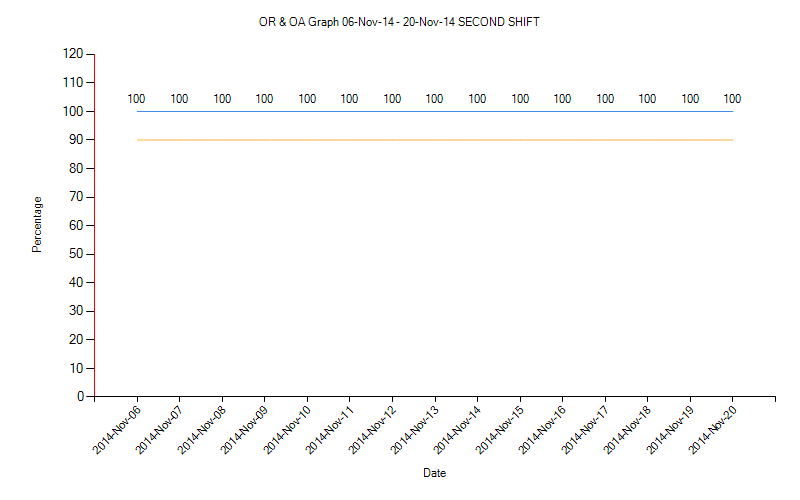 OR & OA Graph 06-Nov-14 - 20-Nov-14 SECOND SHIFT
120
110
100
90
80
70
60
50
40
30
20
10
0
Percentage
100 100 100 100 100 100 100 100 100 100 100 100 100 100 100
2014-Nov-06
2014-Nov-07
2014-Nov-08
2014-Nov-09
2014-Nov-10
2014-Nov-11
2014-Nov-12
2014-Nov-13
2014-Nov-14
2014-Nov-15
2014-Nov-16
2014-Nov-17
2014-Nov-18
2014-Nov-19
2014-Nov-20
Date